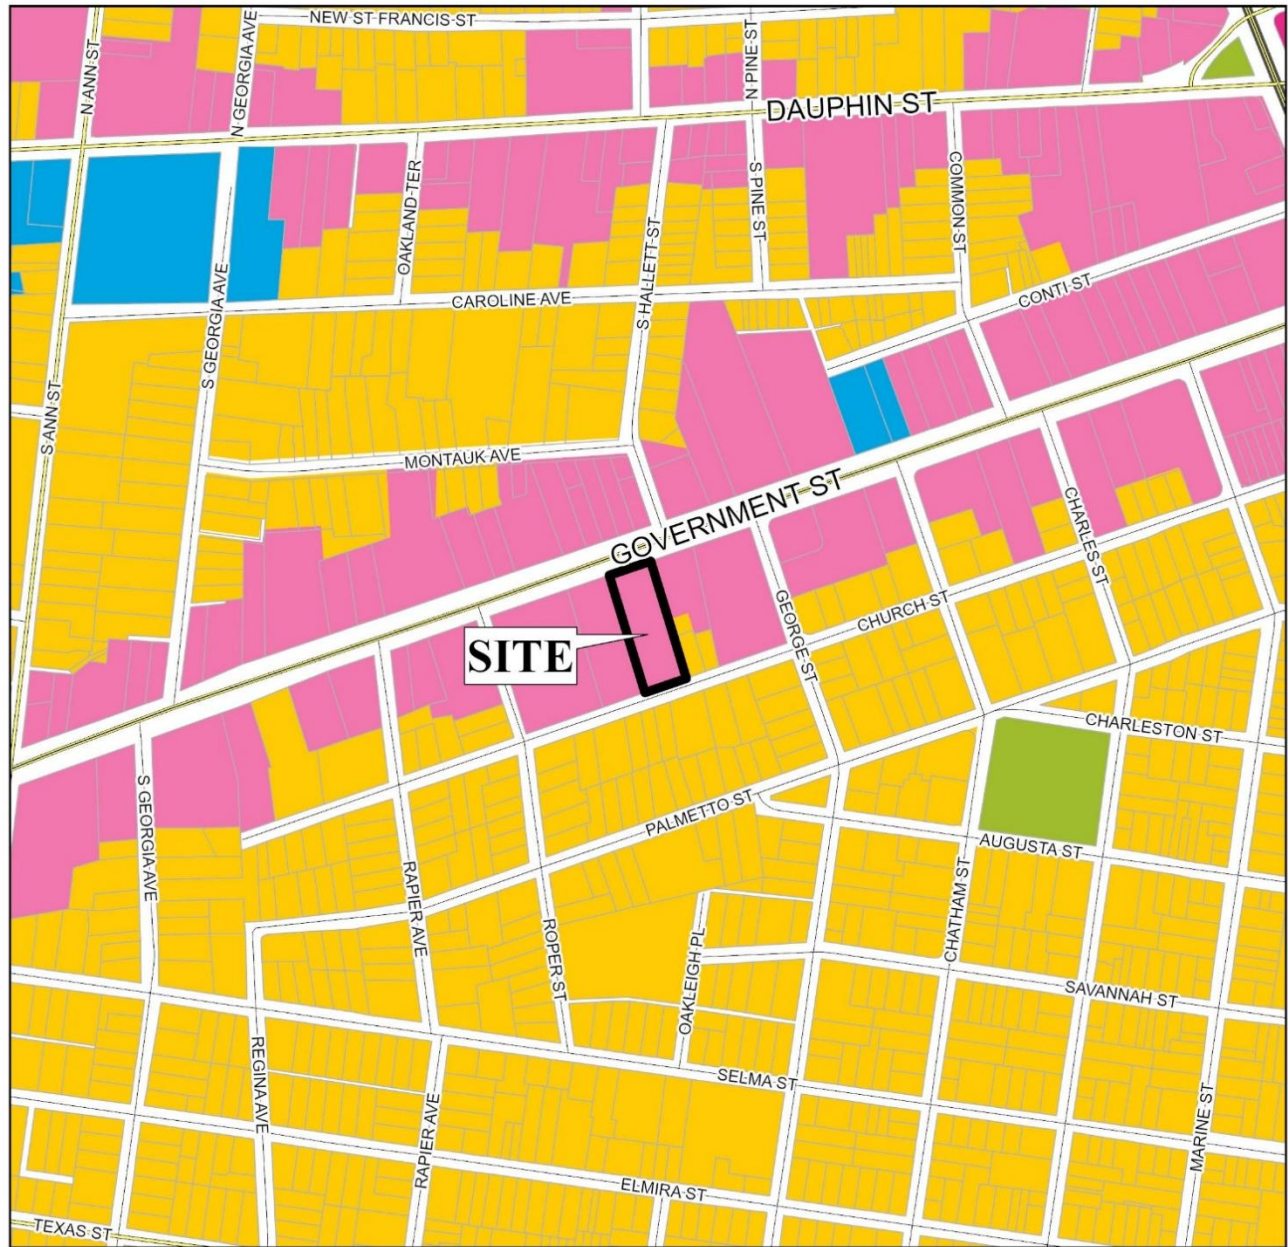 NEW ST FRANCIS ST
N ANN ST
N GEORGIA AVE
N PINE ST
DAUPHIN ST
OAKLAND TER
S PINE ST
COMMON ST
S HALLETT ST
S GEORGIA AVE
CAROLINE AVE
CONTI ST
S ANN ST
MONTAUK AVE
GOVERNMENT ST
CHARLES ST
GEORGE ST
CHURCH ST
SITE
CHARLESTON ST
S GEORGIA AVE
PALMETTO ST
AUGUSTA ST
RAPIER AVE
CHATHAM ST
ROPER ST
OAKLEIGH PL
SAVANNAH ST
REGINA AVE
SELMA ST
RAPIER AVE
MARINE ST
ELMIRA ST
TEXAS ST